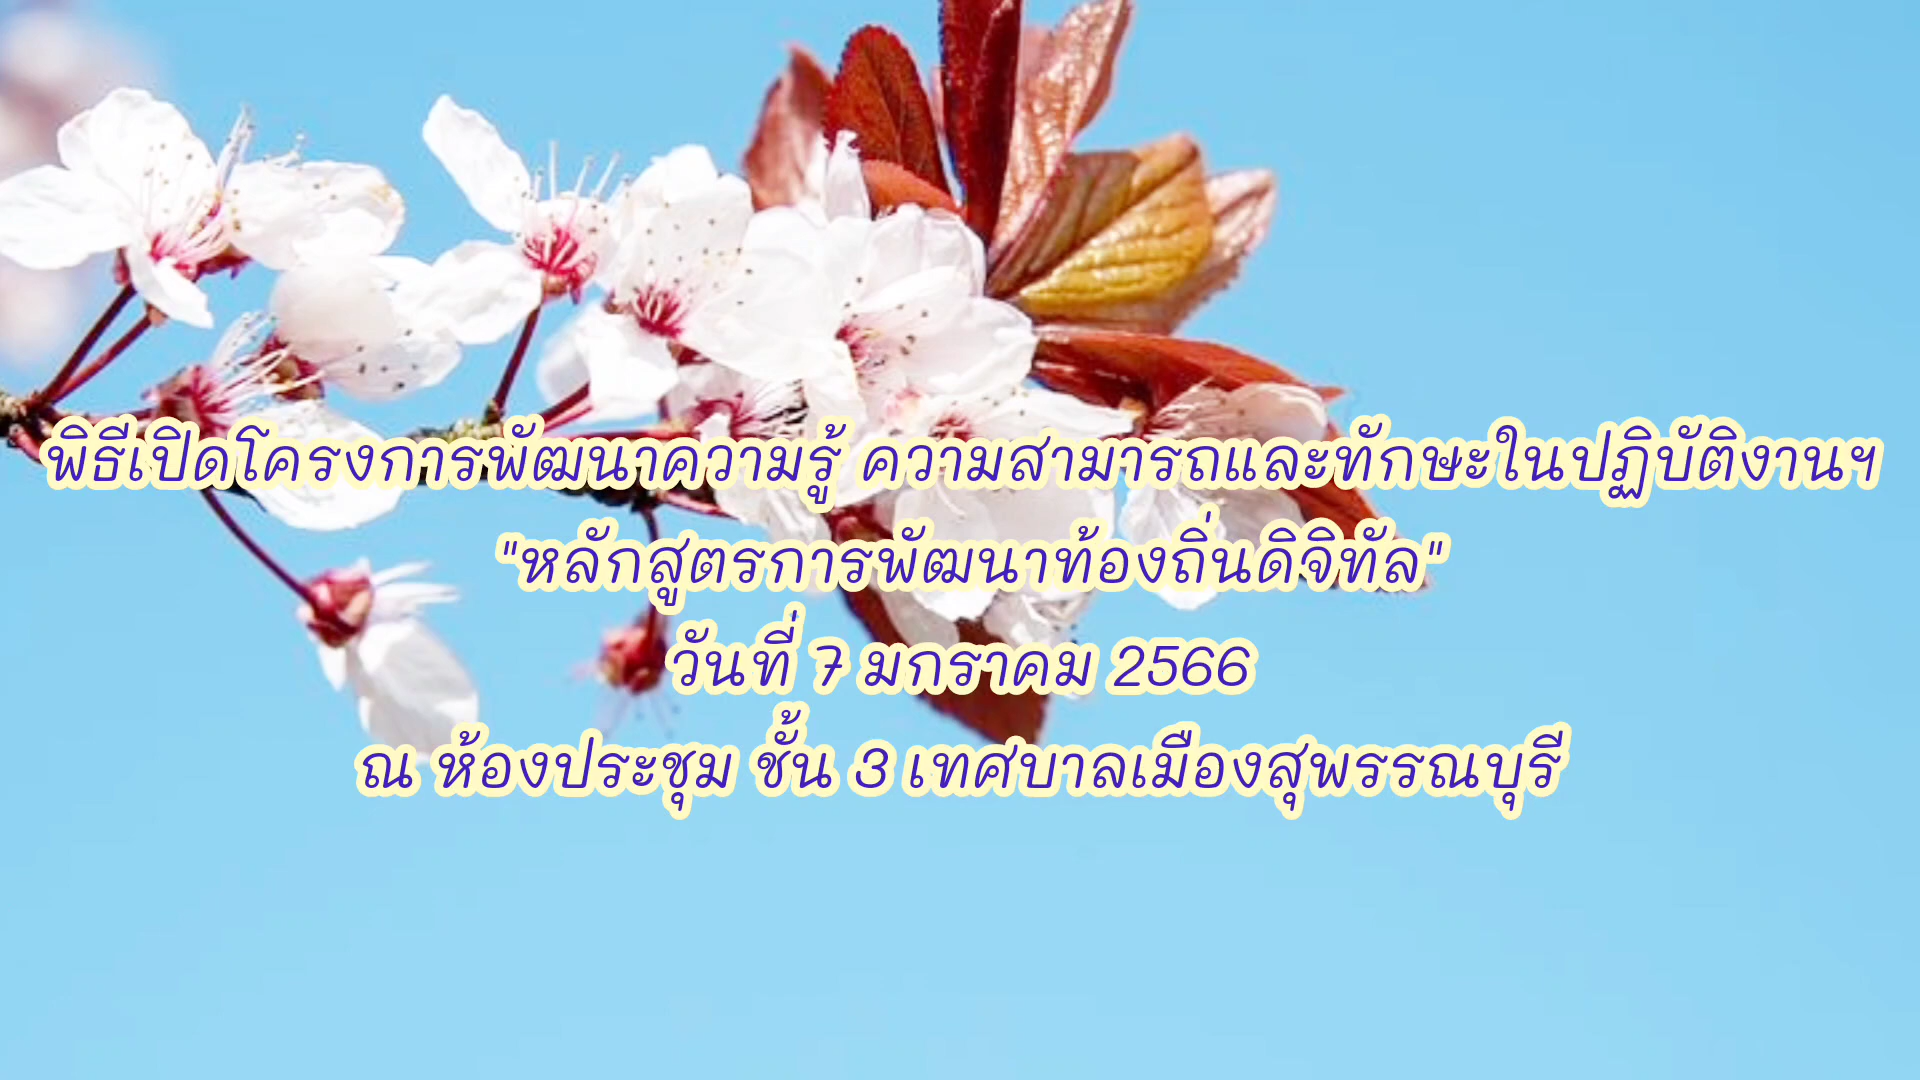 พิธีเปิดโครงการพัฒนาความรู้ ความสามารถและทักษะในปฏิบัติงานฯ
"หลักสูตรการพัฒนาท้องถิ่นดิจิทัล"
วันที่ 7 มกราคม 2566
ณ ห้องประชุม ชั้น 3 เทศบาลเมืองสุพรรณบุรี